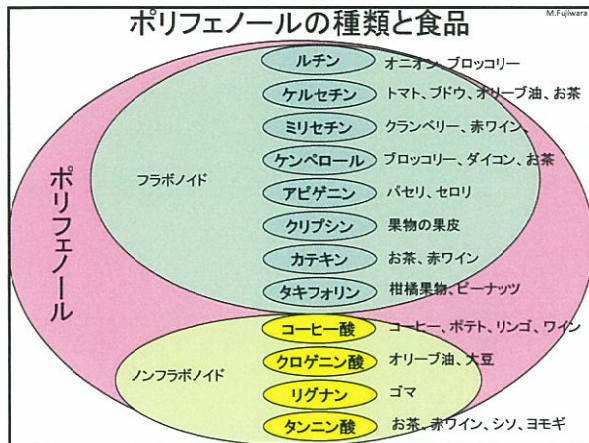 ポリフェノールの種類と食品
M.Fujiwara
ポリフェノール
フラボノイド
ルチン オニオン、ブロッコリー
ケルセチン トマト、ブドウ、オリーブ油、お茶
ミリセチン クランベリー、赤ワイン、
ケンペロール ブロッコリー、ダイコン、お茶
アピゲニン パセリ、セロリ
クリプシン 果物の果皮
カテキン お茶、赤ワイン
タキフォリン 柑橘果物、ピーナッツ
ノンフラボノイド
コーヒー酸 コーヒー、ポテト、リンゴ、ワイン
クロゲニン酸 オリーブ油、大豆
リグナン ゴマ
タンニン酸 お茶、赤ワイン、シソ、ヨモギ